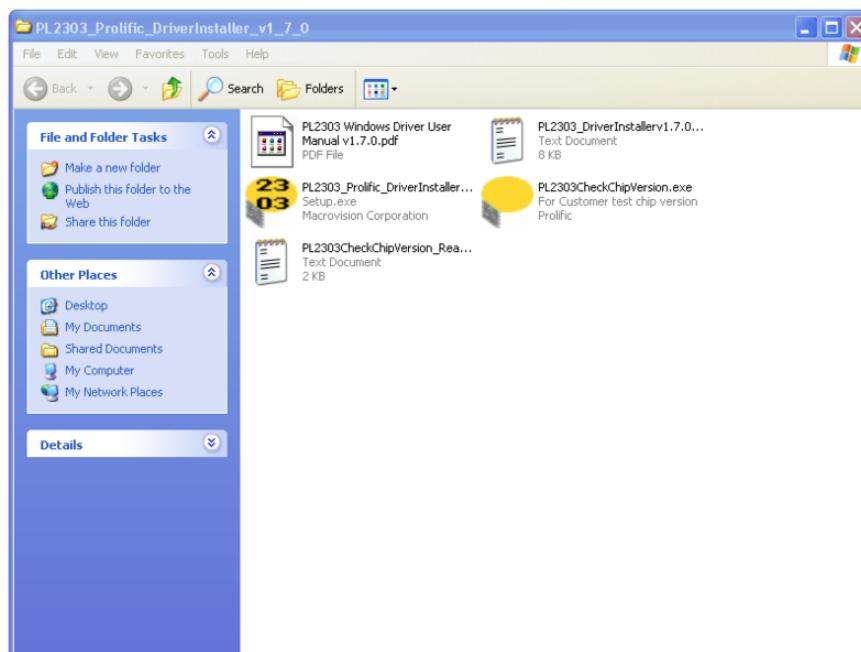 PL2303_Prolific_DriverInstaller_v1_7_0
File Edit View Favorites Tools Help
Back Search Folders
File and Folder Tasks
Make a new folder
Publish this folder to the
Web
Share this folder
Other Places
Desktop
My Documents
Shared Documents
My Computer
My Network Places
Details
PL2303 Windows Driver User
Manual v1.7.0.pdf
PDF File
PL2303_DriverInstallerv1.7.0...
Text Document
8 KB
23
03
PL2303_Prolific_DriverInstaller...
Setup.exe
Macrovision Corporation
PL2303CheckChipVersion.exe
For Customer test chip version
Prolific
PL2303CheckChipVersion_Rea...
Text Document
2 KB